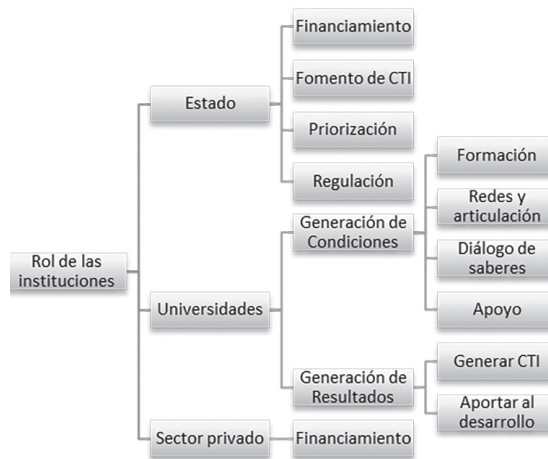 Rol de las
instituciones
Estado
Financiamiento
Fomento de CTI
Priorización
Regulación
Universidades
Generación de
Condiciones
Formación
Redes y
articulación
Diálogo de
saberes
Apoyo
Generación de
Resultados
Generar CTI
Aportar al
desarrollo
Sector privado
Financiamiento